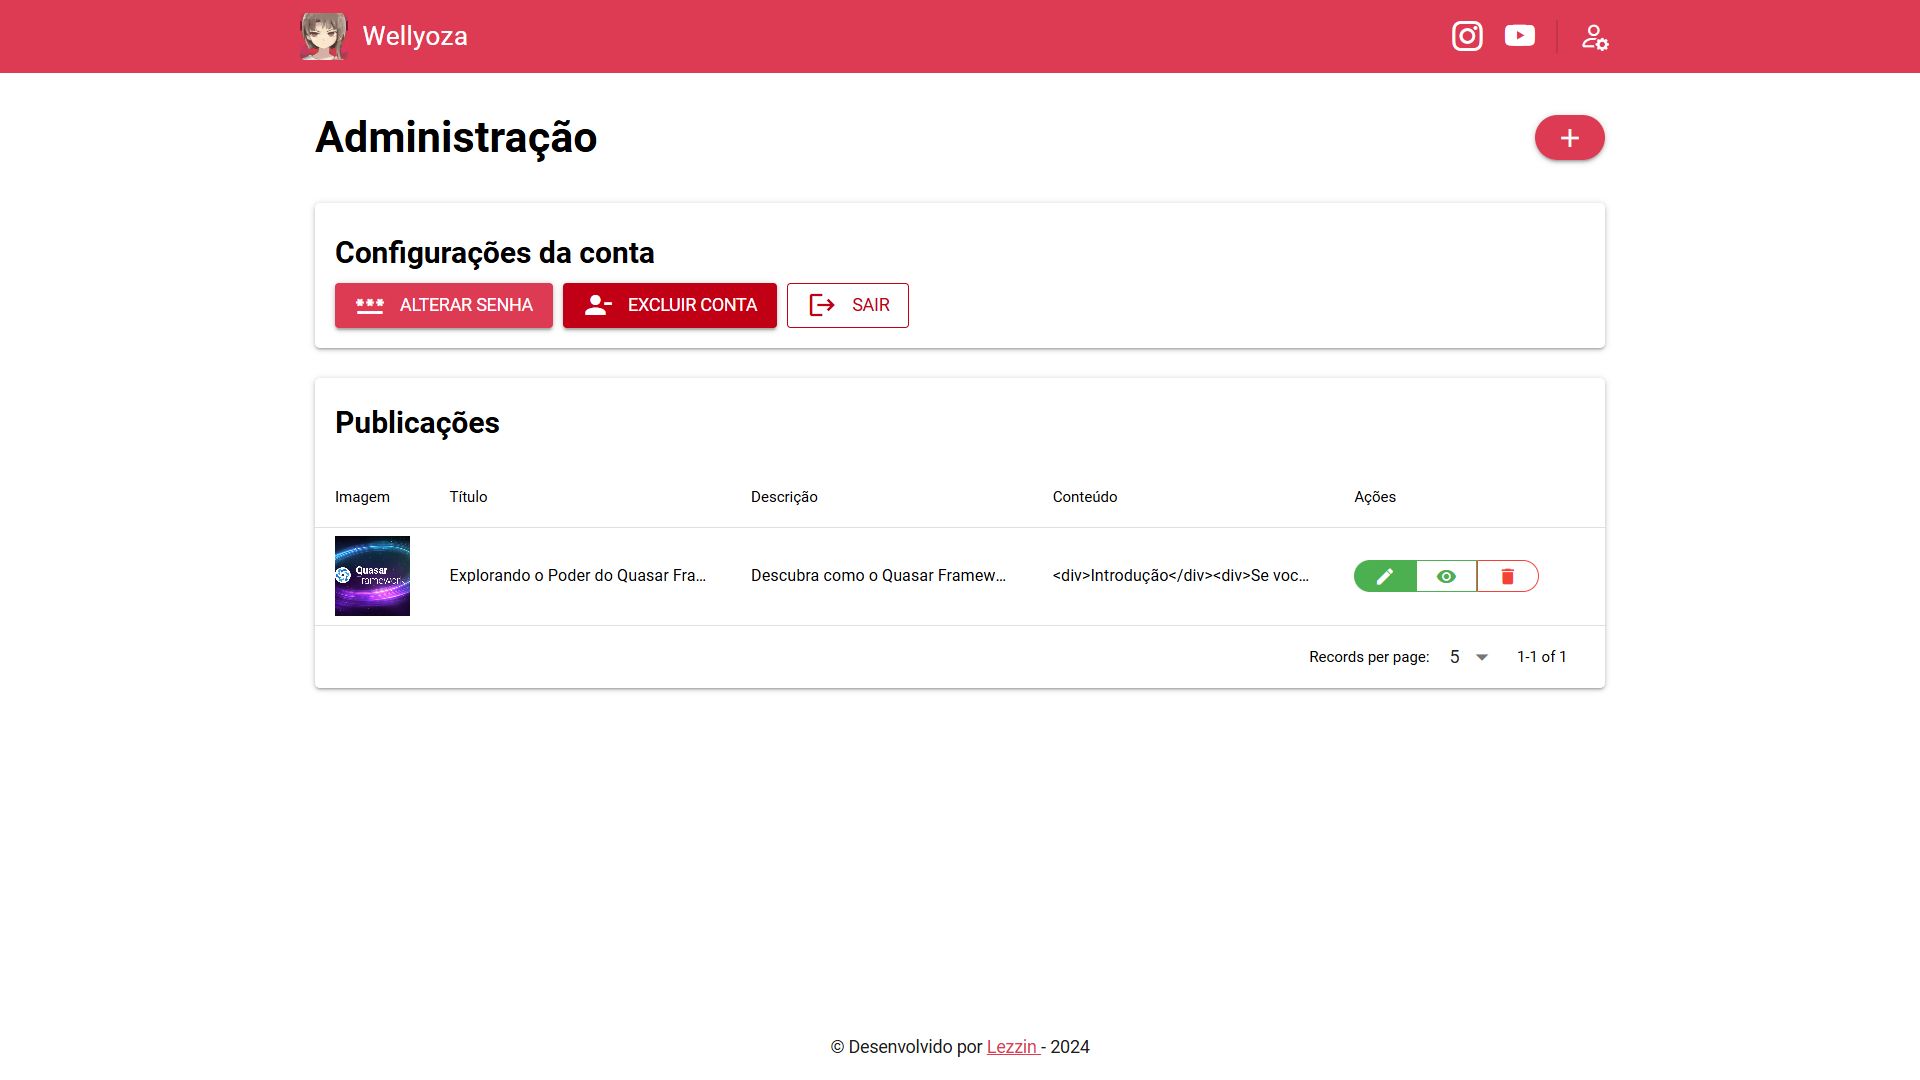 Wellyoza
Administração
Configurações da conta
ALTERAR SENHA EXCLUIR CONTA SAIR
Publicações
Imagem Título Descrição Conteúdo Ações
Quasar
Framework
Explorando o Poder do Quasar Fra... Descubra como o Quasar Framew... <div>Introdução</div><div>Se voc...
Records per page: 5 1-1 of 1
© Desenvolvido por Lezzin - 2024